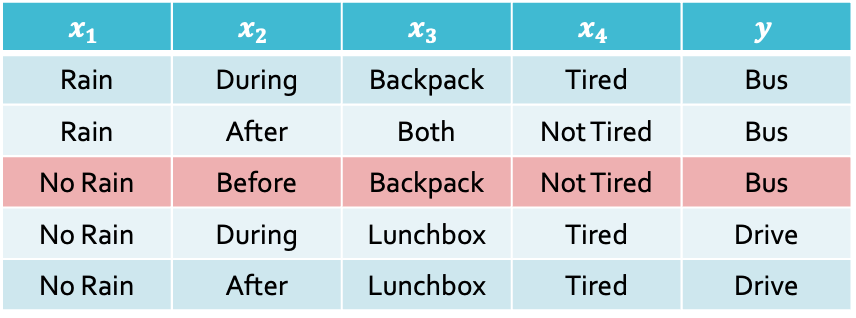 x₁ x₂ x₃ x₄ y
Rain During Backpack Tired Bus
Rain After Both Not Tired Bus
No Rain Before Backpack Not Tired Bus
No Rain During Lunchbox Tired Drive
No Rain After Lunchbox Tired Drive